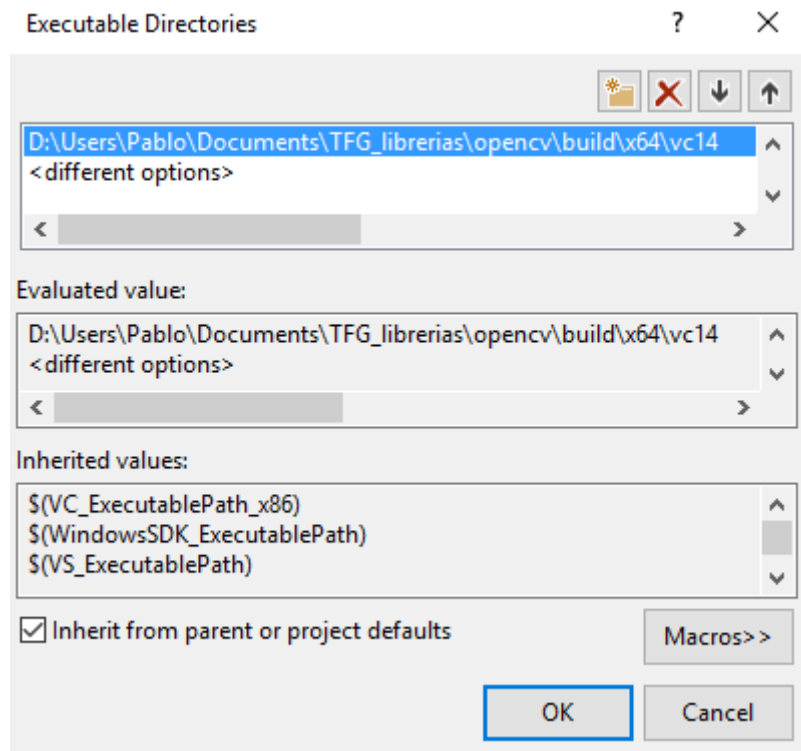 Executable Directories
?
D:\Users\Pablo\Documents\TFG_librerias\opencv\build\x64\vc14
<different options>
Evaluated value:
D:\Users\Pablo\Documents\TFG_librerias\opencv\build\x64\vc14
<different options>
Inherited values:
$(VC_ExecutablePath_x86)
$(WindowsSDK_ExecutablePath)
$(VS_ExecutablePath)
Inherit from parent or project defaults
Macros>>
OK
Cancel